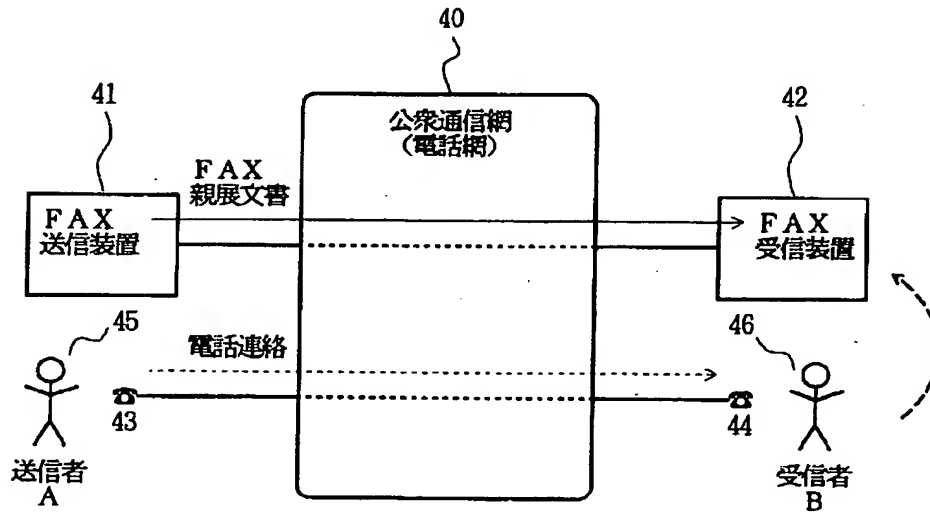 40
41
公衆通信網
(電話網)
42
FAX
親展文書
FAX
送信装置
FAX
受信装置
45
電話連絡
46
43
44
送信者
A
受信者
B